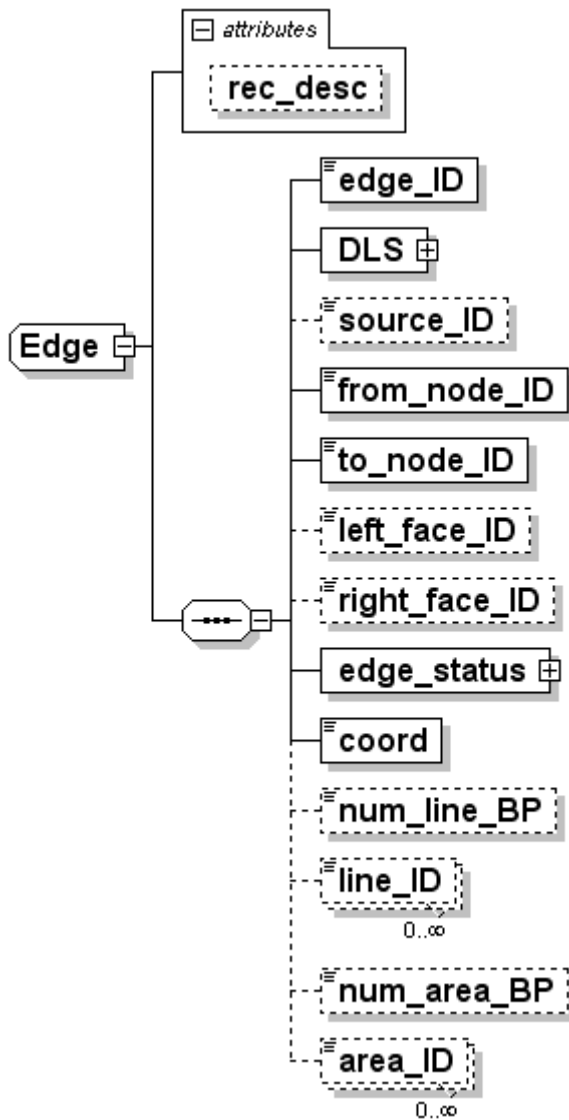 attributes
rec_desc
edge_ID
DLS
source_ID
Edge
from_node_ID
to_node_ID
left_face_ID
right_face_ID
edge_status
coord
num_line_BP
line_ID
0..∞
num_area_BP
area_ID
0..∞